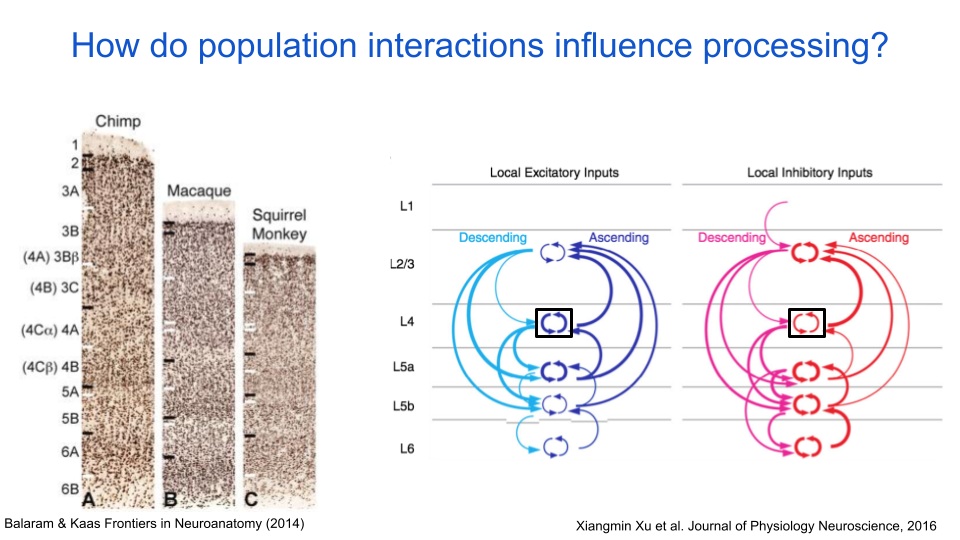 How do population interactions influence processing?
Chimp
Macaque
Squirrel
Monkey
1
2
3A
3B
(4A) 3Bβ
(4B) 3C
(4Cα) 4A
(4Cβ) 4B
5A
5B
6A
6B
A
B
C
Local Excitatory Inputs
Local Inhibitory Inputs
L1
Descending
Ascending
Descending
Ascending
L2/3
L4
L5a
L5b
L6
Balaram & Kaas Frontiers in Neuroanatomy (2014)
Xiangmin Xu et al. Journal of Physiology Neuroscience, 2016